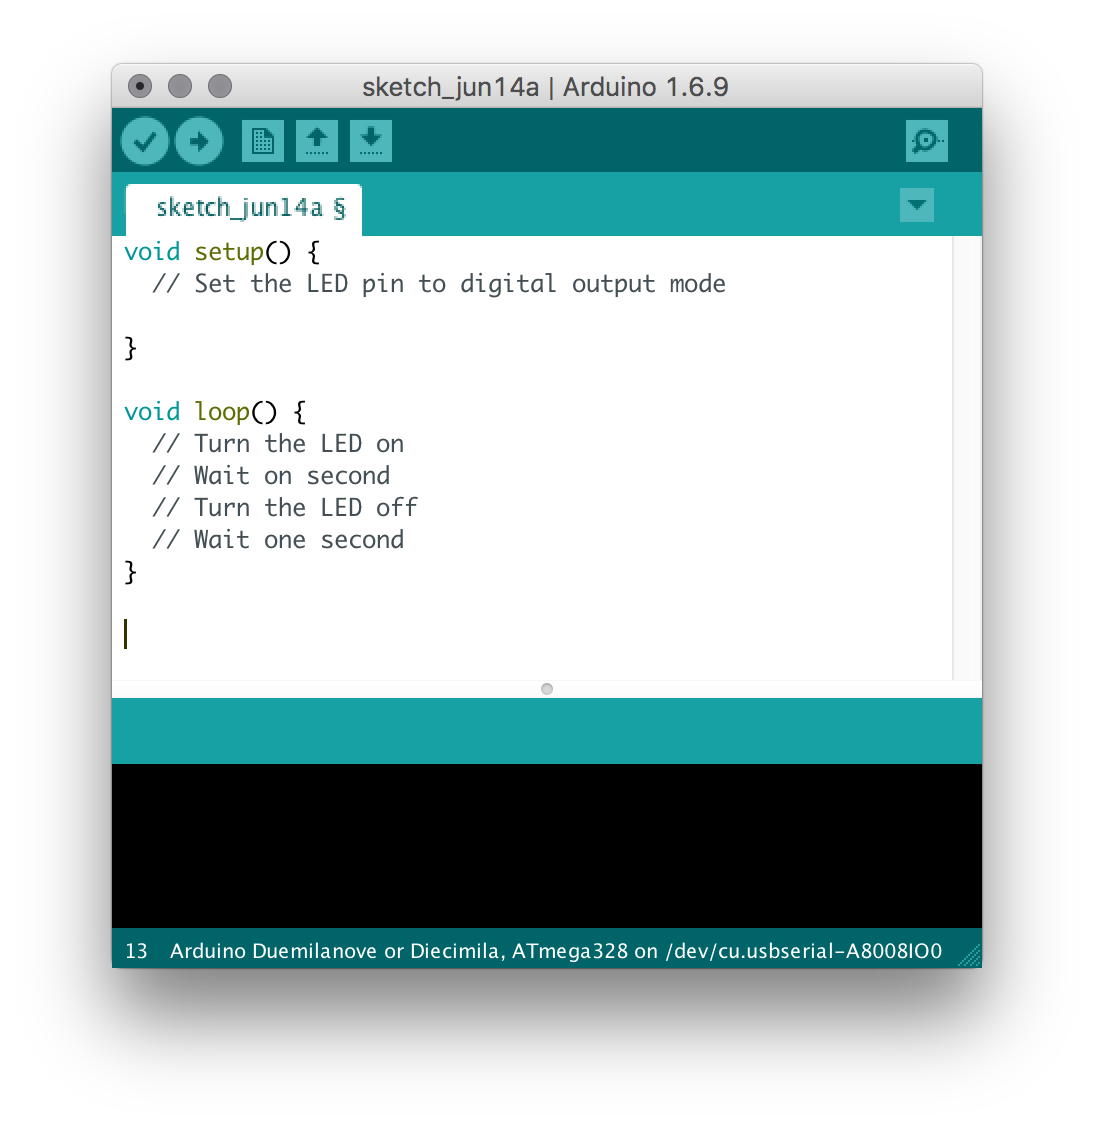 sketch_jun14a | Arduino 1.6.9
sketch_jun14a §
void setup() {
  // Set the LED pin to digital output mode
}
void loop() {
  // Turn the LED on
  // Wait on second
  // Turn the LED off
  // Wait one second
}
13 Arduino Duemilanove or Diecimila, ATmega328 on /dev/cu.usbserial-A8008IO0